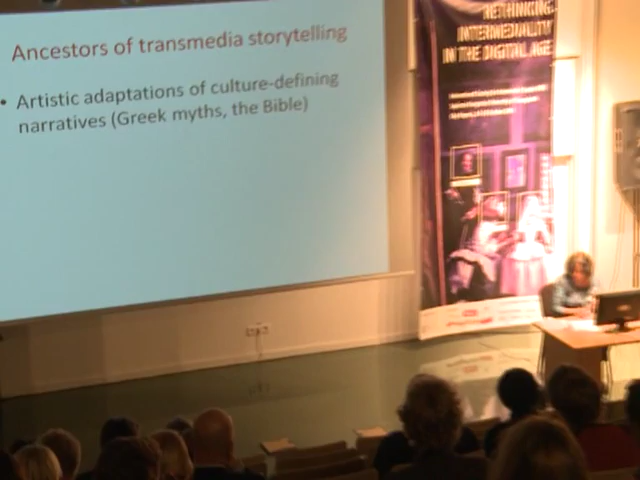 Ancestors of transmedia storytelling
• Artistic adaptations of culture-defining
narratives (Greek myths, the Bible)
RETHINKING
INTERMEDIALITY
IN THE DIGITAL AGE